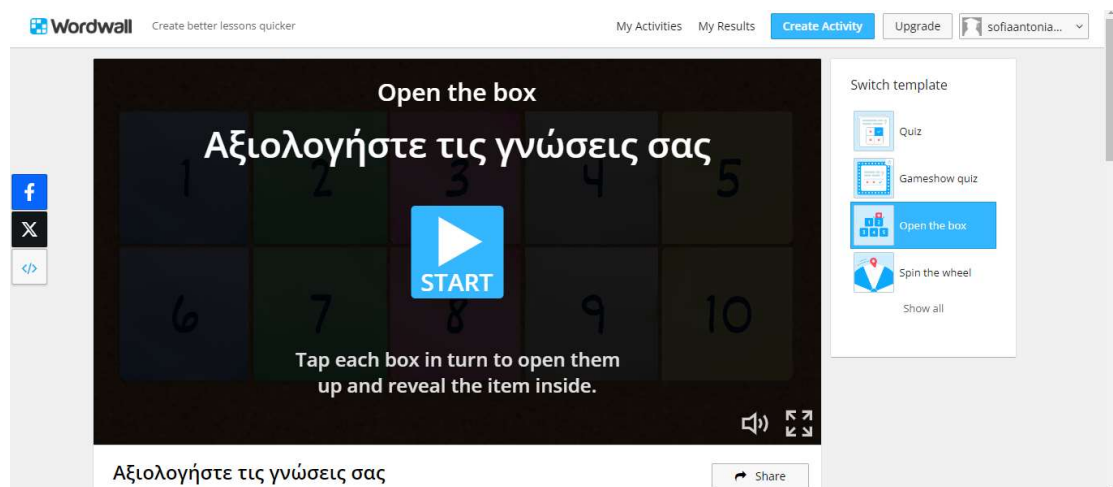 Wordwall Create better lessons quicker My Activities My Results Create Activity Upgrade sofiaantonia...
Open the box
Αξιολογήστε τις γνώσεις σας
1 2 3 4 5
START
6 7 8 9 10
Tap each box in turn to open them
up and reveal the item inside.
Switch template
Quiz
Gameshow quiz
Open the box
Spin the wheel
Show all
Αξιολογήστε τις γνώσεις σας
Share